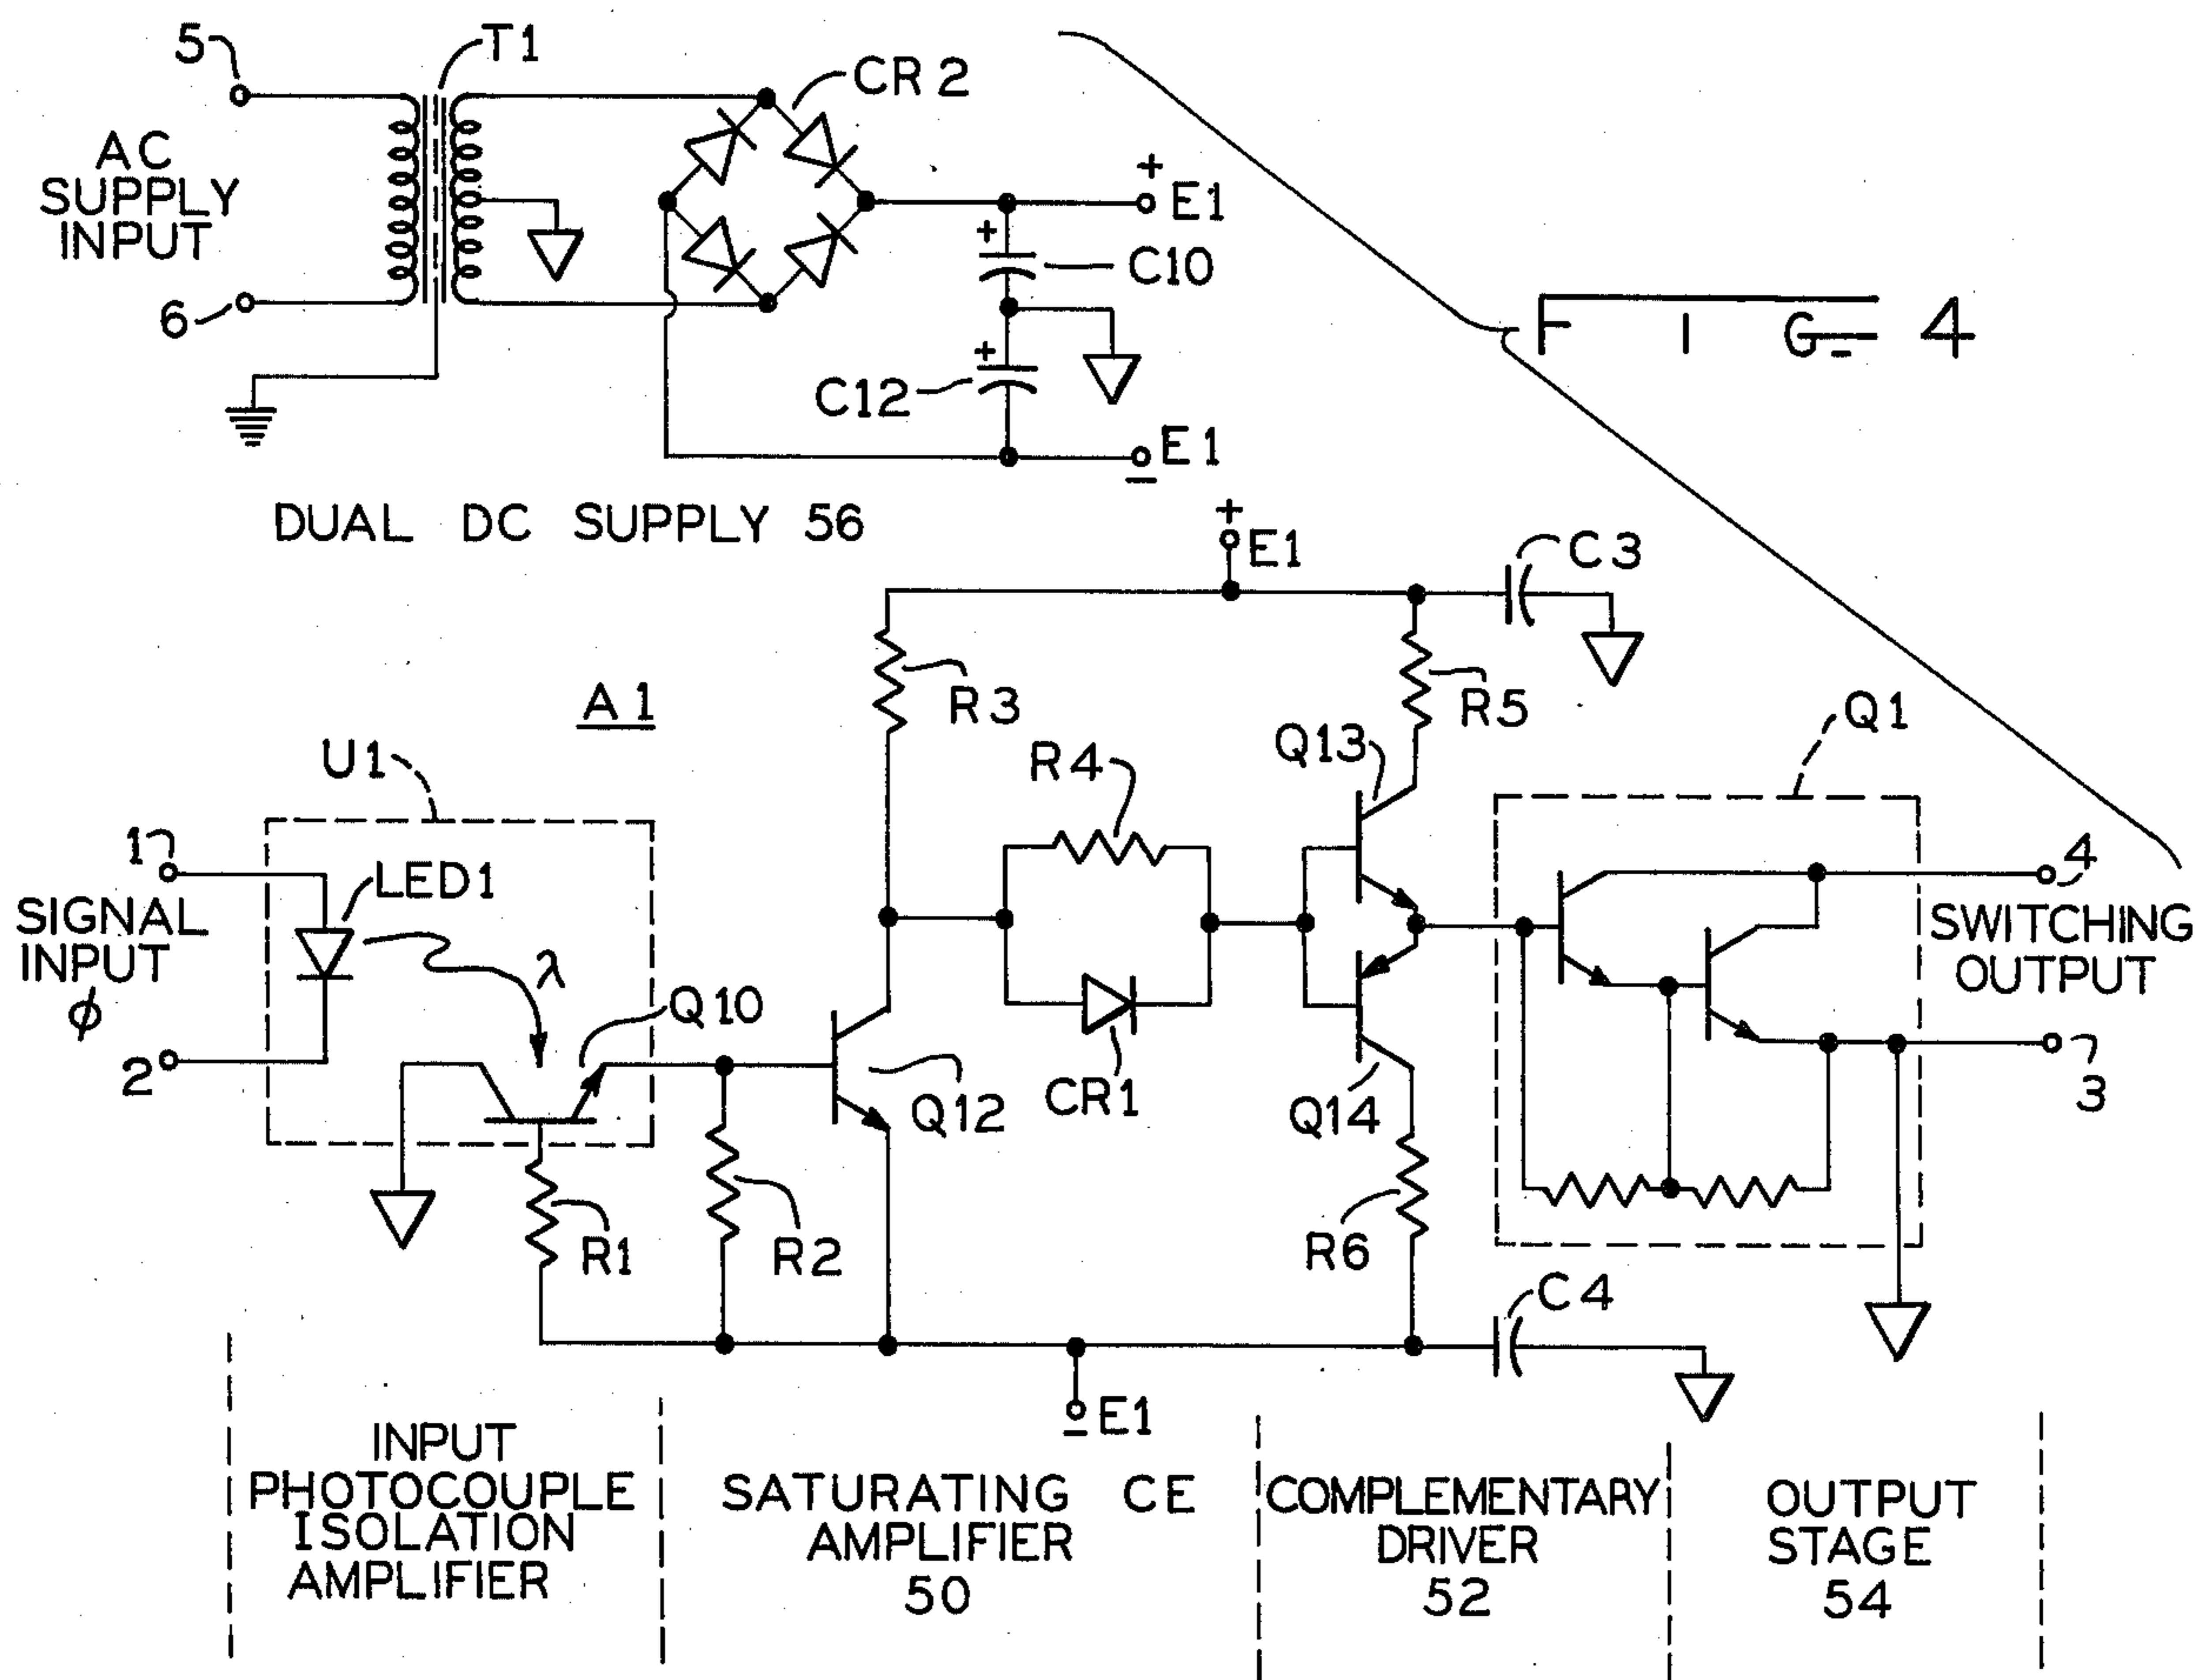 5
T1
CR2
AC
SUPPLY
INPUT
+
E1
+
C10
6
+
C12
E1
−
FIG_ 4
DUAL DC SUPPLY 56
+
E1
C3
A1
R3
R5
Q1
U1
R4
Q13
1
LED1
4
SIGNAL
INPUT
ϕ
λ
Q10
SWITCHING
OUTPUT
2
CR1
Q12
Q14
3
R1
R2
R6
C4
E1
−
INPUT
PHOTOCOUPLE
ISOLATION
AMPLIFIER
SATURATING CE
AMPLIFIER
50
COMPLEMENTARY
DRIVER
52
OUTPUT
STAGE
54